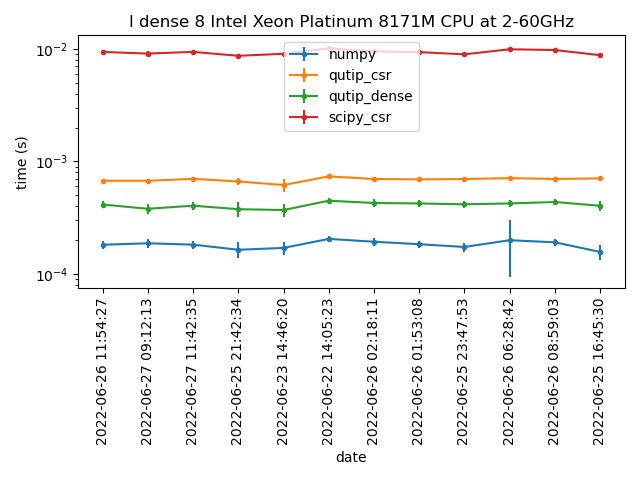 l dense 8 Intel Xeon Platinum 8171M CPU at 2-60GHz
numpy
qutip_csr
qutip_dense
scipy_csr
time (s)
10⁻²
10⁻³
10⁻⁴
2022-06-26 11:54:27
2022-06-27 09:12:13
2022-06-27 11:42:35
2022-06-25 21:42:34
2022-06-23 14:46:20
2022-06-22 14:05:23
2022-06-26 02:18:11
2022-06-26 01:53:08
2022-06-25 23:47:53
2022-06-26 06:28:42
2022-06-26 08:59:03
2022-06-25 16:45:30
date